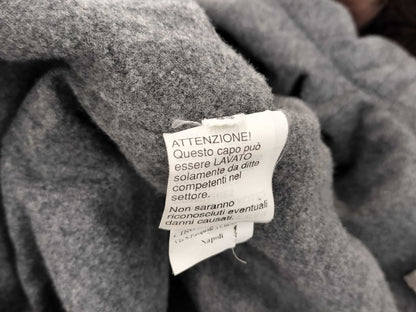 ATTENZIONE!
Questo capo può
essere LAVATO
solamente da ditte
competenti nel
settore.
Non saranno
riconosciuti eventuali
danni causati.
Napoli